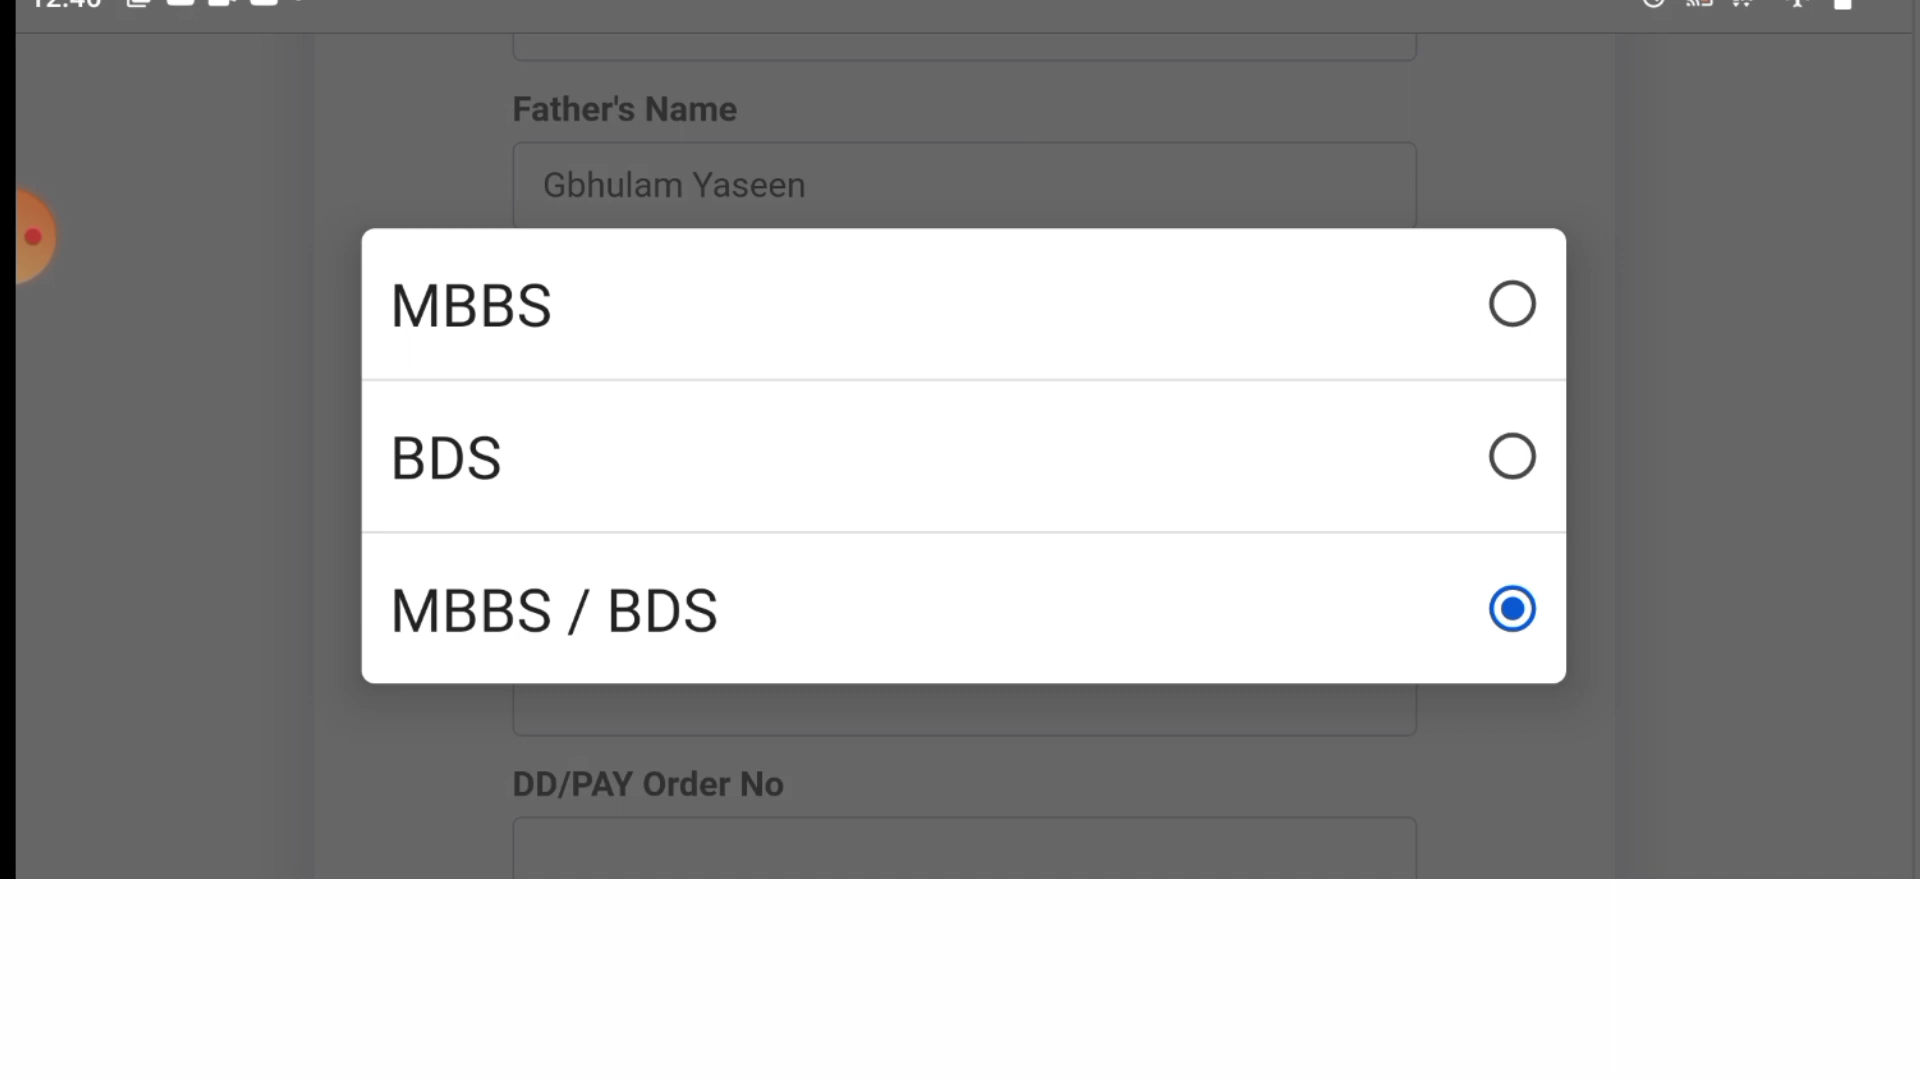 Father's Name
Gbhulam Yaseen
MBBS
BDS
MBBS / BDS
DD/PAY Order No